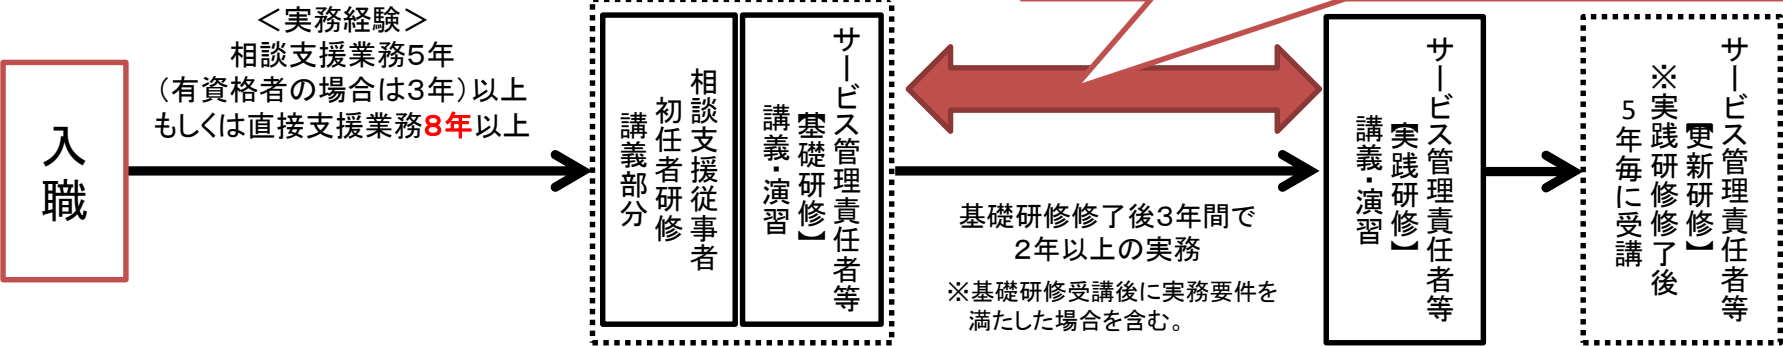 入職
＜実務経験＞
相談支援業務5年
（有資格者の場合は3年）以上
もしくは直接支援業務8年以上
相談支援従事者
初任者研修
講義部分
サービス管理責任者等
【基礎研修】
講義・演習
基礎研修修了後3年間で
2年以上の実務
※基礎研修受講後に実務要件を
満たした場合を含む。
サービス管理責任者等
【実践研修】
講義・演習
サービス管理責任者等
【更新研修】
※実践研修修了後
5年毎に受講